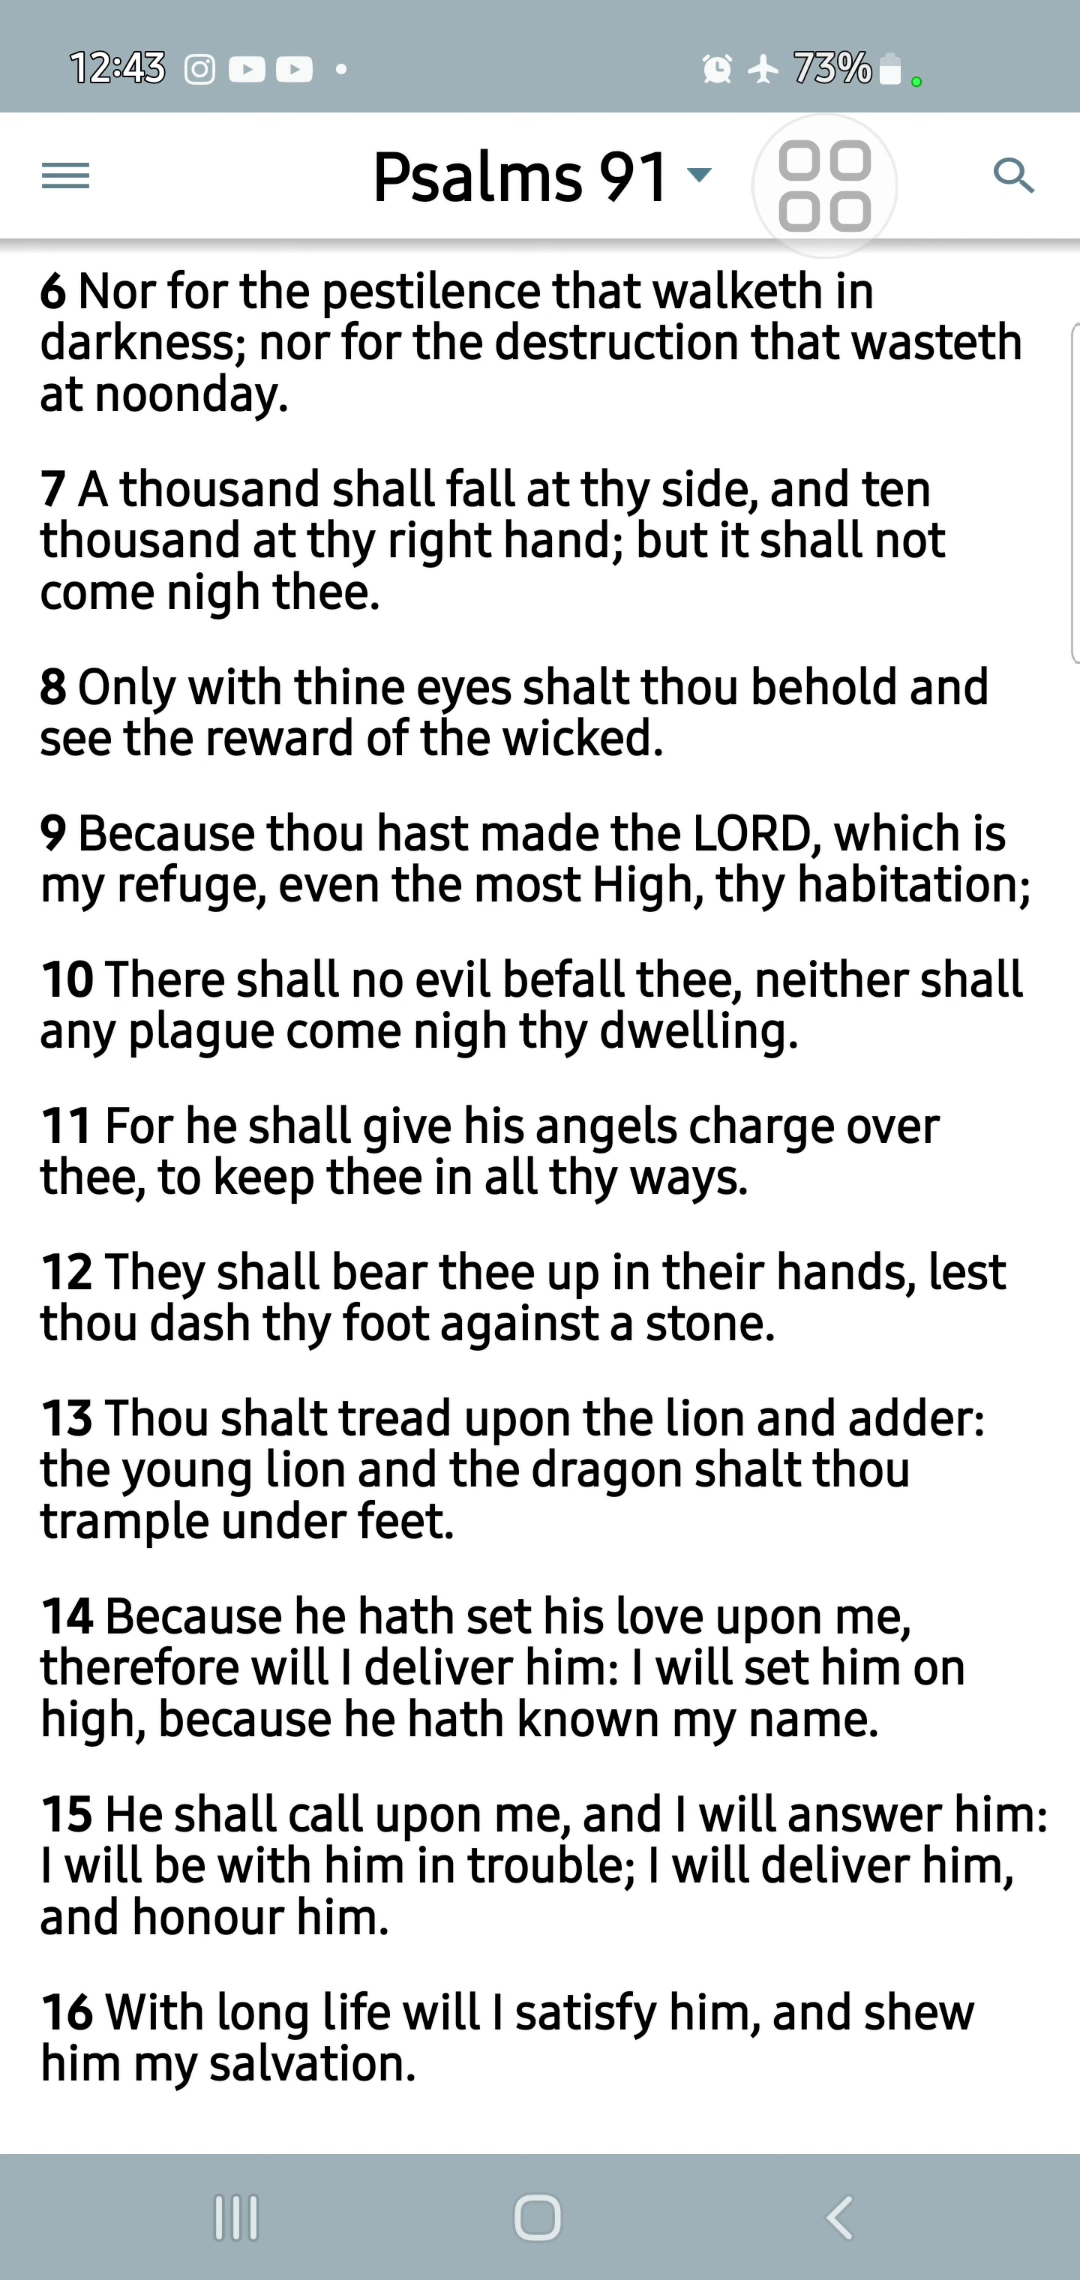 12:43
73%
Psalms 91
6 Nor for the pestilence that walketh in
darkness; nor for the destruction that wasteth
at noonday.
7 A thousand shall fall at thy side, and ten
thousand at thy right hand; but it shall not
come nigh thee.
8 Only with thine eyes shalt thou behold and
see the reward of the wicked.
9 Because thou hast made the LORD, which is
my refuge, even the most High, thy habitation;
10 There shall no evil befall thee, neither shall
any plague come nigh thy dwelling.
11 For he shall give his angels charge over
thee, to keep thee in all thy ways.
12 They shall bear thee up in their hands, lest
thou dash thy foot against a stone.
13 Thou shalt tread upon the lion and adder:
the young lion and the dragon shalt thou
trample under feet.
14 Because he hath set his love upon me,
therefore will I deliver him: I will set him on
high, because he hath known my name.
15 He shall call upon me, and I will answer him:
I will be with him in trouble; I will deliver him,
and honour him.
16 With long life will I satisfy him, and shew
him my salvation.